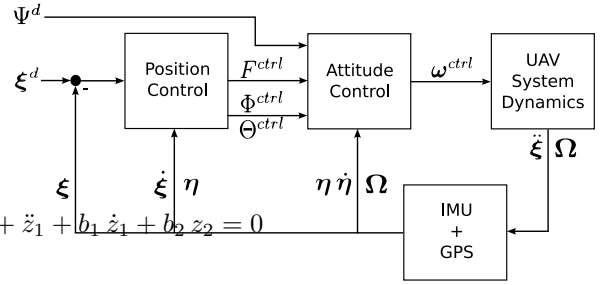 Ψ^d
ξ^d
-
Position
Control
F^{ctrl}
Φ^{ctrl}
Θ^{ctrl}
Attitude
Control
ω^{ctrl}
UAV
System
Dynamics
ξ̈ Ω
ξ
ξ̇ η
η η̇ Ω
IMU
+
GPS
+ z̈_1 + b_1 ż_1 + b_2 z_2 = 0